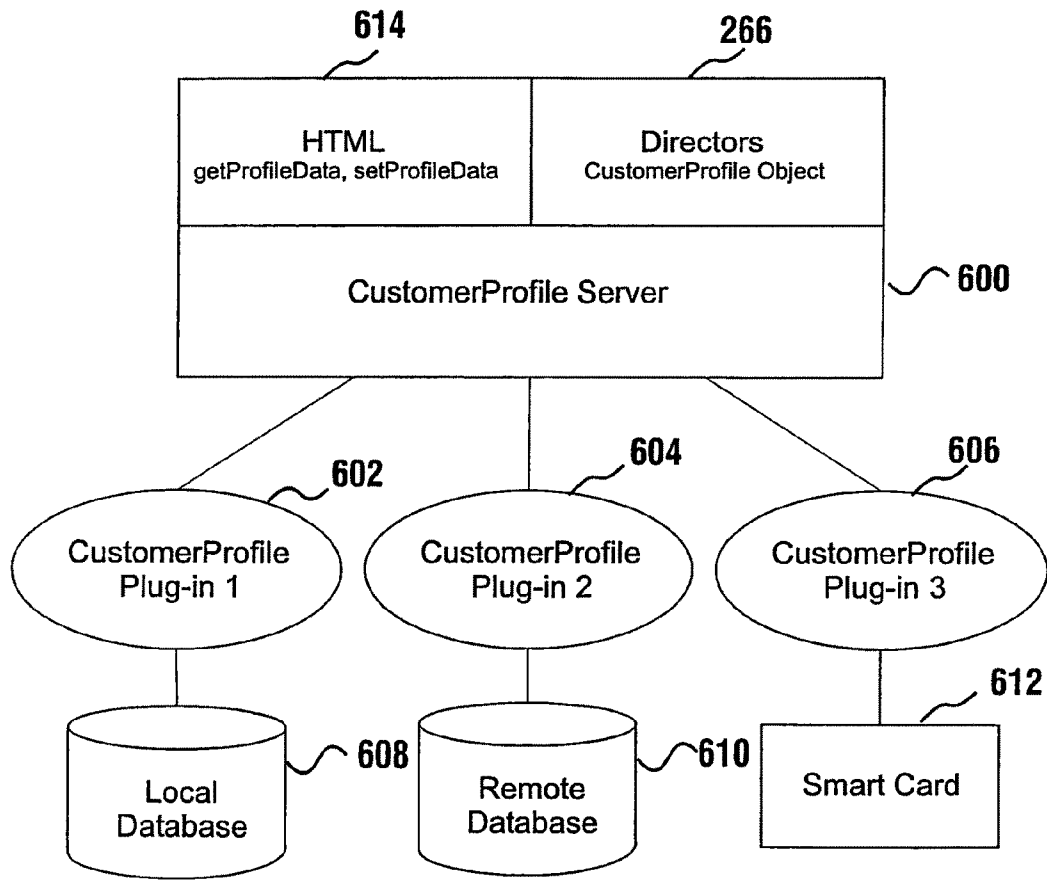 614
266
HTML
getProfileData, setProfileData
Directors
CustomerProfile Object
CustomerProfile Server
600
602
604
606
CustomerProfile
Plug-in 1
CustomerProfile
Plug-in 2
CustomerProfile
Plug-in 3
608
610
612
Local
Database
Remote
Database
Smart Card